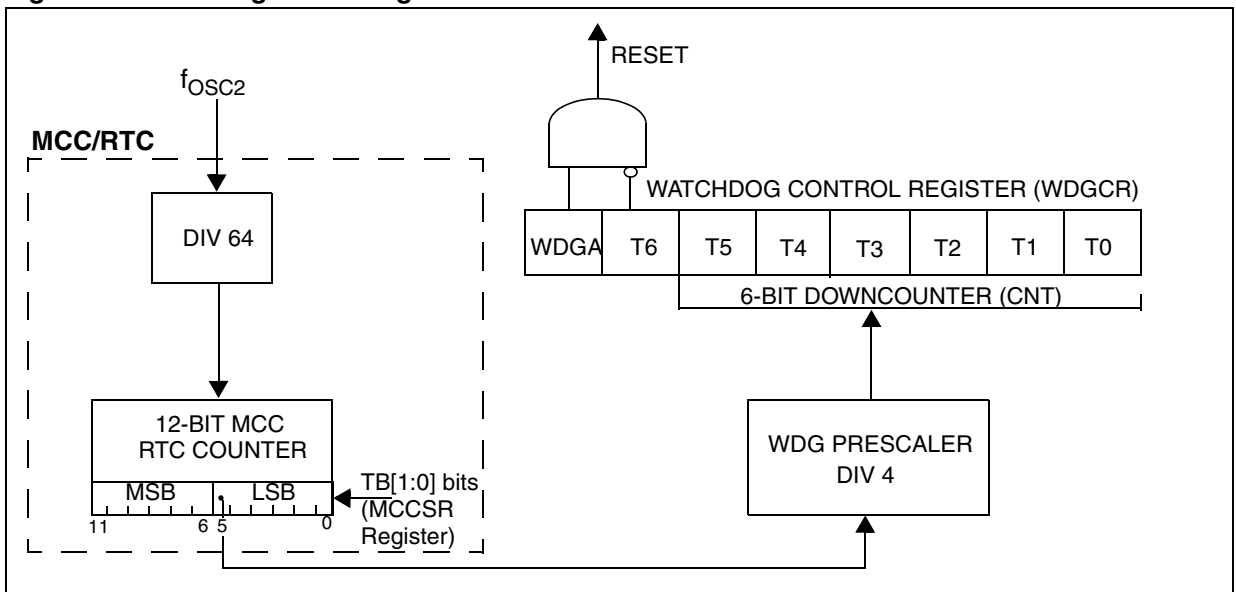 RESET
fOSC2
MCC/RTC
DIV 64
WATCHDOG CONTROL REGISTER (WDGCR)
WDGA T6 T5 T4 T3 T2 T1 T0
6-BIT DOWNCOUNTER (CNT)
12-BIT MCC
RTC COUNTER
MSB LSB
11 6 5 0
TB[1:0] bits
(MCCSR
Register)
WDG PRESCALER
DIV 4